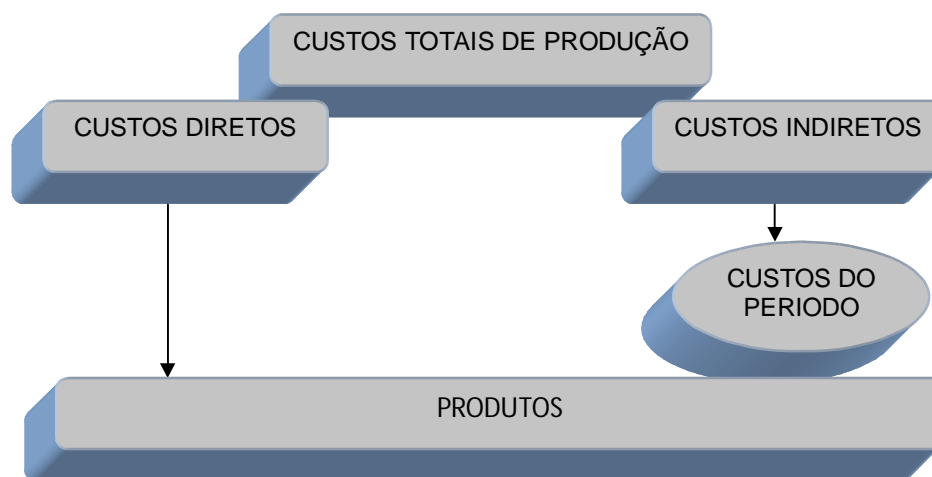 CUSTOS TOTAIS DE PRODUÇÃO
CUSTOS DIRETOS
CUSTOS INDIRETOS
CUSTOS DO
PERIODO
PRODUTOS